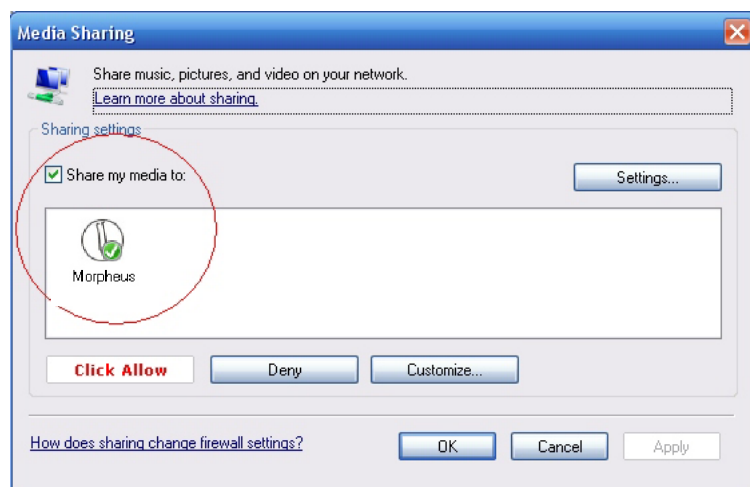 Media Sharing
Share music, pictures, and video on your network.
Learn more about sharing.
Sharing settings
Share my media to:
Settings...
Morpheus
Click Allow
Deny
Customize...
How does sharing change firewall settings?
OK
Cancel
Apply